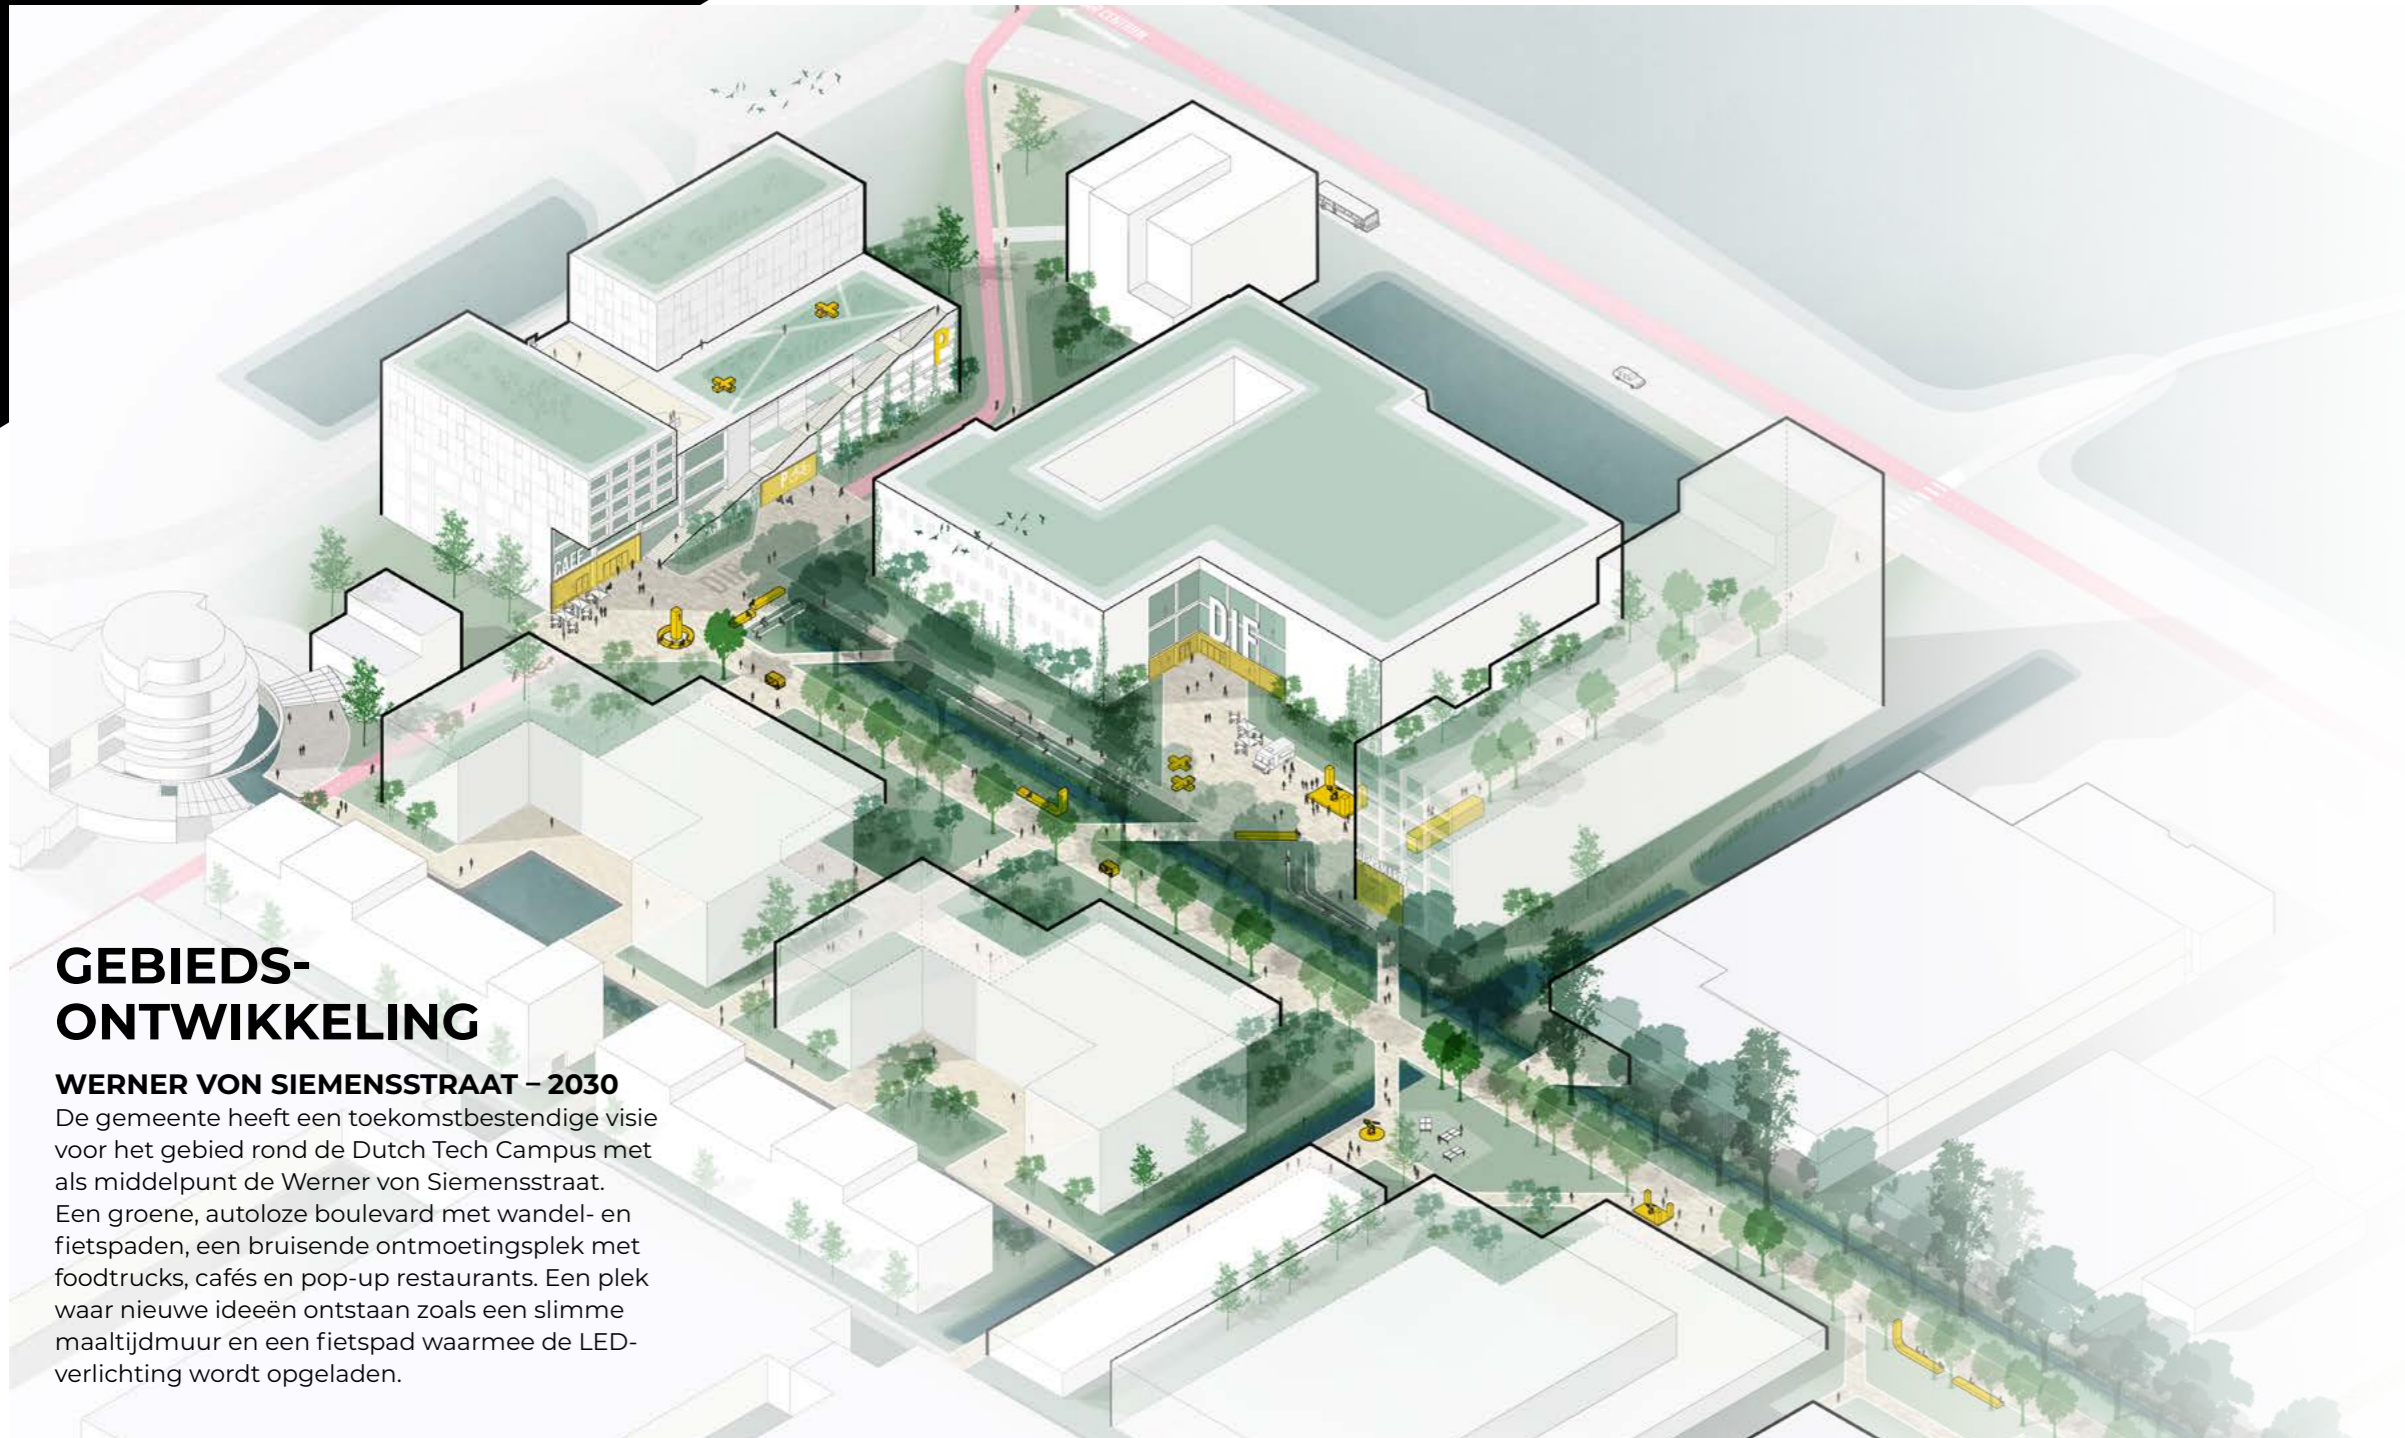 CENTRUM
P
P
CAFE
DIF
DIF
GEBIEDS-
ONTWIKKELING
WERNER VON SIEMENSSTRAAT – 2030
De gemeente heeft een toekomstbestendige visie
voor het gebied rond de Dutch Tech Campus met
als middelpunt de Werner von Siemensstraat.
Een groene, autoloze boulevard met wandel- en
fietspaden, een bruisende ontmoetingsplek met
foodtrucks, cafés en pop-up restaurants. Een plek
waar nieuwe ideeën ontstaan zoals een slimme
maaltijdmuur en een fietspad waarmee de LED-
verlichting wordt opgeladen.